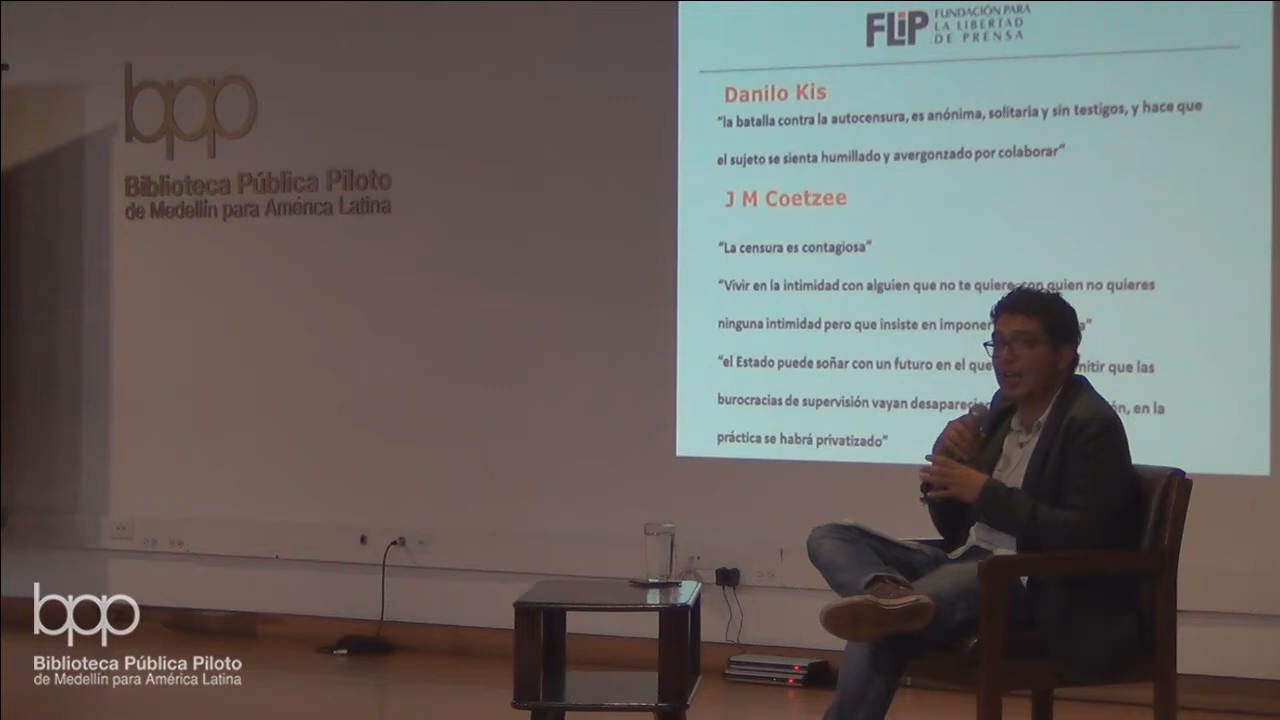 bpp
Biblioteca Pública Piloto
de Medellín para América Latina
FLiP FUNDACIÓN PARA
LA LIBERTAD
DE PRENSA
Danilo Kis
“la batalla contra la autocensura, es anónima, solitaria y sin testigos, y hace que
el sujeto se sienta humillado y avergonzado por colaborar”
J M Coetzee
“La censura es contagiosa”
“Vivir en la intimidad con alguien que no te quiere, con quien no quieres
ninguna intimidad pero que insiste en imponer
“el Estado puede soñar con un futuro en el que que las
burocracias de supervisión vayan en la
práctica se habrá privatizado”
bpp
Biblioteca Pública Piloto
de Medellín para América Latina